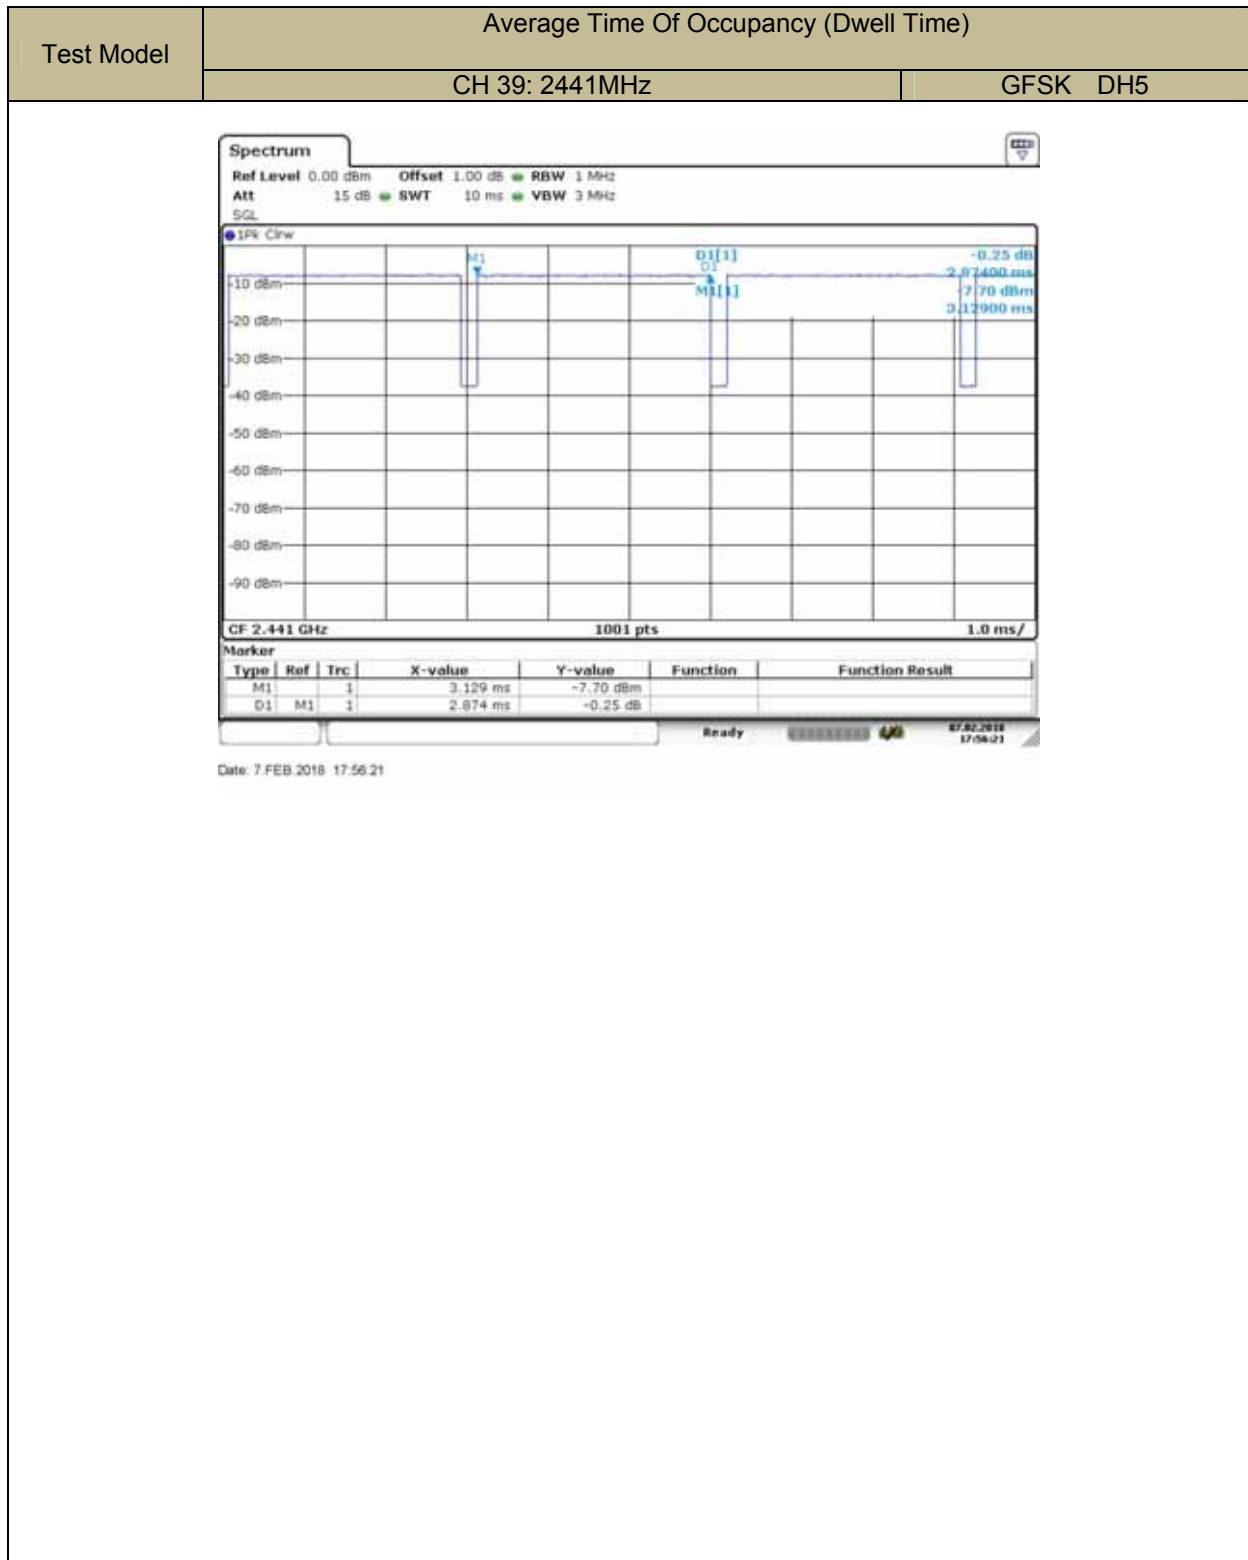 Test Model
Average Time Of Occupancy (Dwell Time)
CH 39: 2441MHz
GFSK DH5
Spectrum
Ref Level 0.00 dBm Offset 1.00 dB RBW 1 MHz
Att 15 dB SWT 10 ms VBW 3 MHz
SGL
1Pk Clrw
M1
D1[1] -0.25 dB
D1
2.87400 ms
M1[1] -7.70 dBm
3.12900 ms
-10 dBm
-20 dBm
-30 dBm
-40 dBm
-50 dBm
-60 dBm
-70 dBm
-80 dBm
-90 dBm
CF 2.441 GHz 1001 pts 1.0 ms/
Marker
Type Ref Trc X-value Y-value Function Function Result
M1 1 3.129 ms -7.70 dBm
D1 M1 1 2.874 ms -0.25 dB
Ready
07.02.2018
17:56:21
Date: 7.FEB.2018 17:56:21